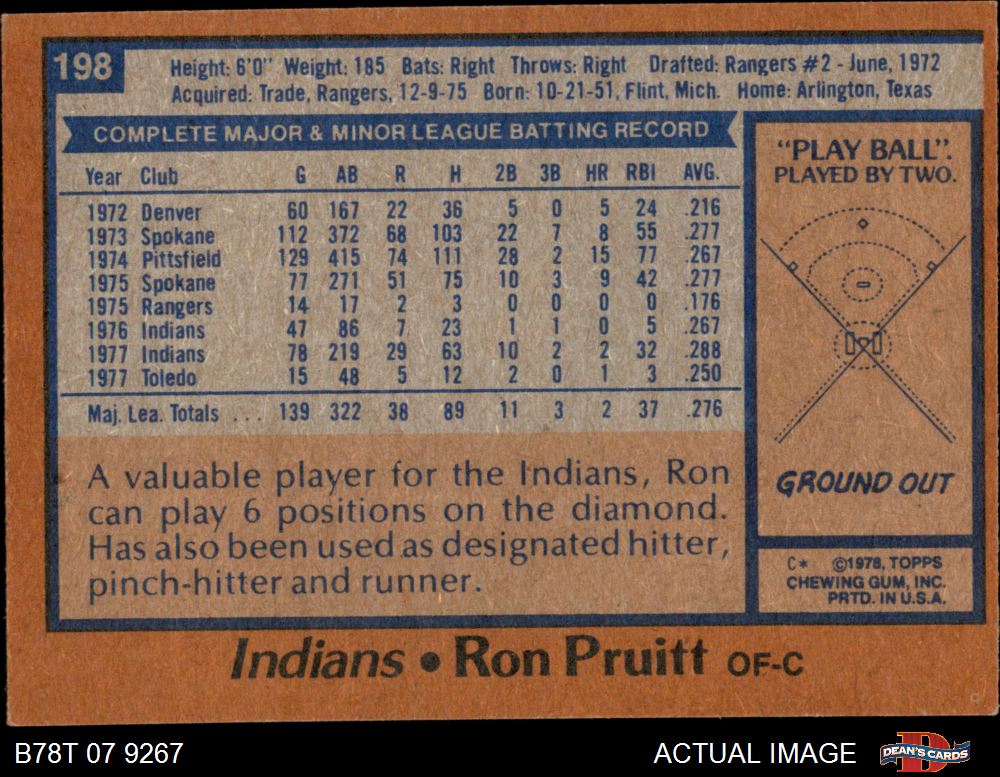 198
Height: 6'0" Weight: 185 Bats: Right Throws: Right Drafted: Rangers #2 - June, 1972
Acquired: Trade, Rangers, 12-9-75 Born: 10-21-51, Flint, Mich. Home: Arlington, Texas
COMPLETE MAJOR & MINOR LEAGUE BATTING RECORD
Year Club G AB R H 2B 3B HR RBI AVG.
1972 Denver 60 167 22 36 5 0 5 24 .216
1973 Spokane 112 372 68 103 22 7 8 55 .277
1974 Pittsfield 129 415 74 111 28 2 15 77 .267
1975 Spokane 77 271 51 75 10 3 9 42 .277
1975 Rangers 14 17 2 3 0 0 0 0 .176
1976 Indians 47 86 7 23 1 1 0 5 .267
1977 Indians 78 219 29 63 10 2 2 32 .288
1977 Toledo 15 48 5 12 2 0 1 3 .250
Maj. Lea. Totals ... 139 322 38 89 11 3 2 37 .276
A valuable player for the Indians, Ron
can play 6 positions on the diamond.
Has also been used as designated hitter,
pinch-hitter and runner.
"PLAY BALL".
PLAYED BY TWO.
GROUND OUT
C* ©1978, TOPPS
CHEWING GUM, INC.
PRTD. IN U.S.A.
Indians • Ron Pruitt OF-C
B78T 07 9267 ACTUAL IMAGE DEAN'S CARDS